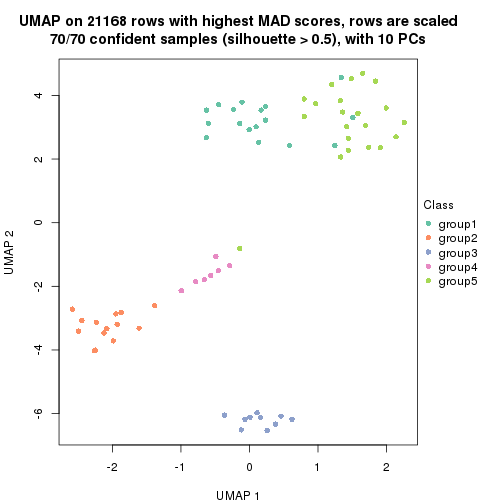 UMAP on 21168 rows with highest MAD scores, rows are scaled
70/70 confident samples (silhouette > 0.5), with 10 PCs
4
2
0
-2
-4
-6
UMAP 2
-2
-1
0
1
2
UMAP 1
Class
group1
group2
group3
group4
group5